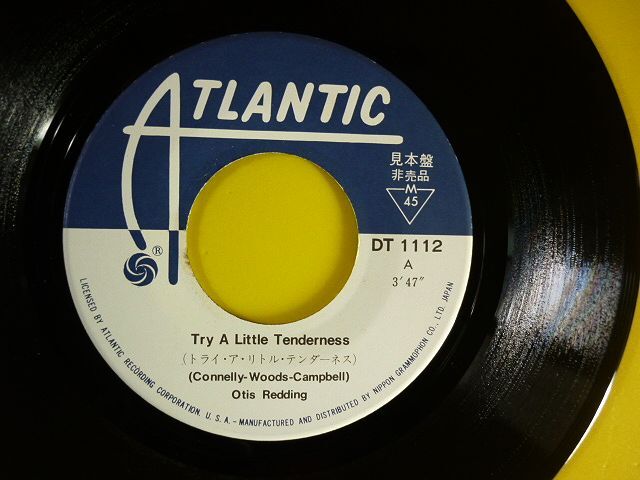 ATLANTIC
見本盤
非売品
M
45
®
DT 1112
A
3′47″
Try A Little Tenderness
(トライ・ア・リトル・テンダーネス)
(Connelly-Woods-Campbell)
Otis Redding
LICENSED BY ATLANTIC RECORDING CORPORATION, U. S. A. - MANUFACTURED AND DISTRIBUTED BY NIPPON GRAMMOPHON CO., LTD. JAPAN